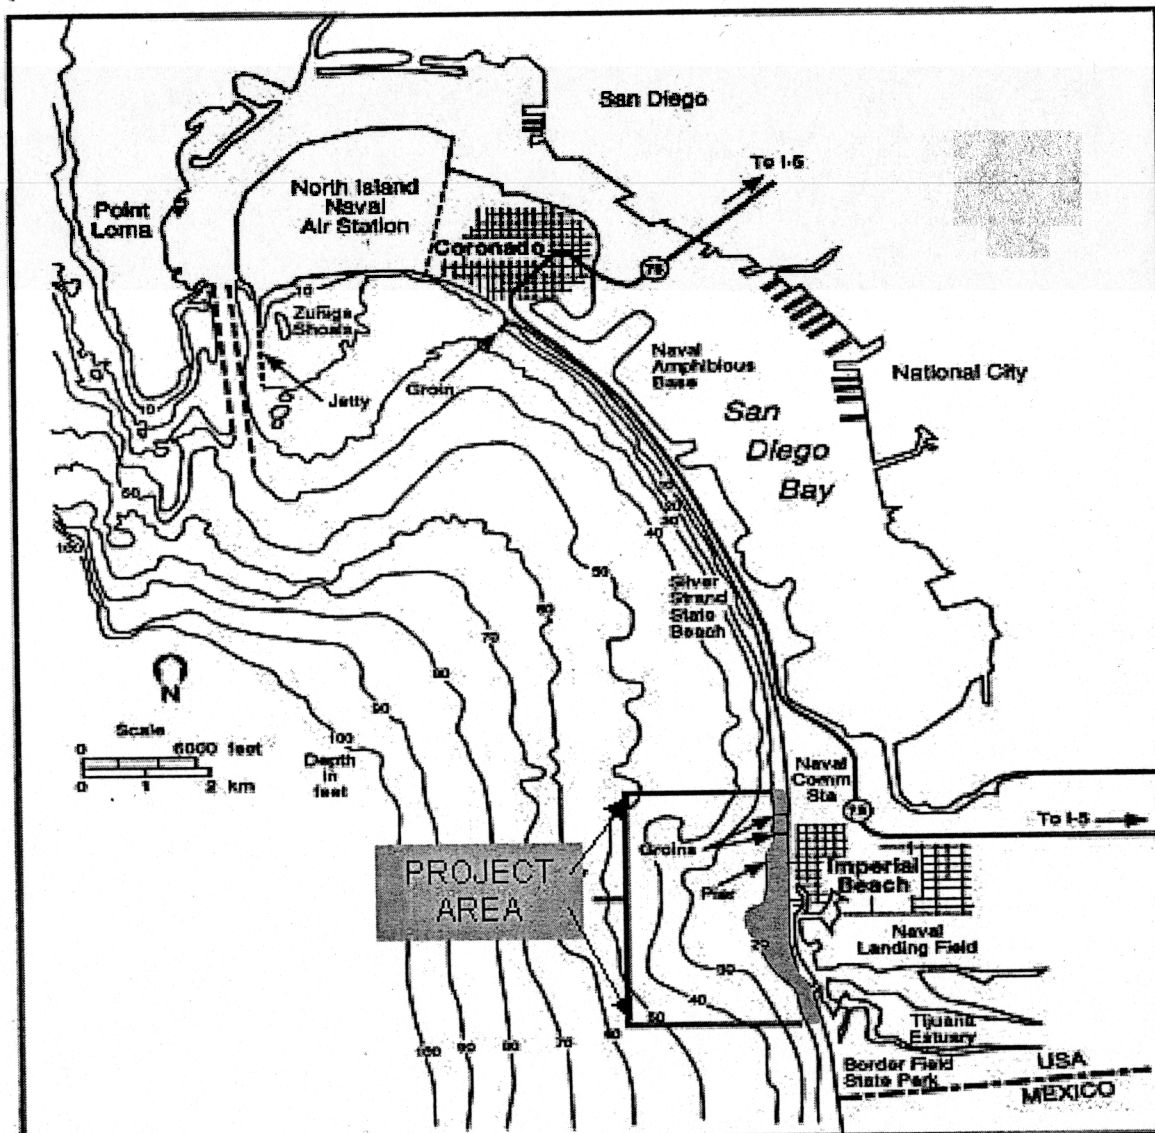 San Diego
To I-5
North Island
Naval
Air Station
Point
Loma
Coronado
75
10
Zuniga
Shoals
Naval
Amphibious
Base
National City
Jetty
Groin
10
San
Diego
Bay
50
10
20
30
40
100
50
60
70
80
90
100
Silver
Strand
State
Beach
N
Scale
0 6000 feet
0 1 2 km
Depth
in
feet
Naval
Comm
Sta
75
To I-5
Groins
PROJECT
AREA
Pier
Imperial
Beach
20
Naval
Landing Field
30
40
50
60
70
80
90
100
Tijuana
Estuary
Border Field
State Park
USA
MEXICO